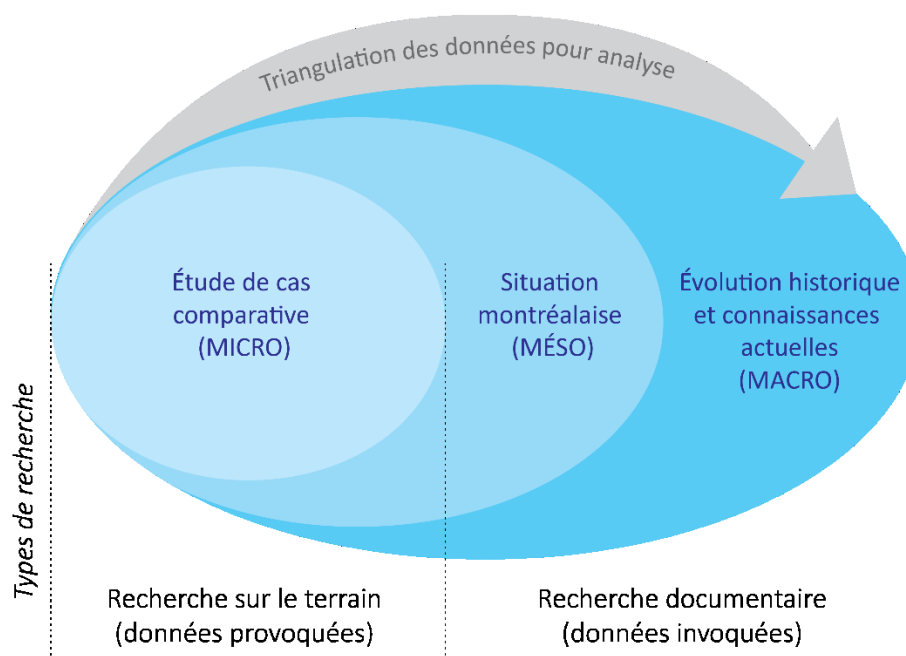 Triangulation des données pour analyse
Étude de cas
comparative
(MICRO)
Situation
montréalaise
(MÉSO)
Évolution historique
et connaissances
actuelles
(MACRO)
Types de recherche
Recherche sur le terrain
(données provoquées)
Recherche documentaire
(données invoquées)